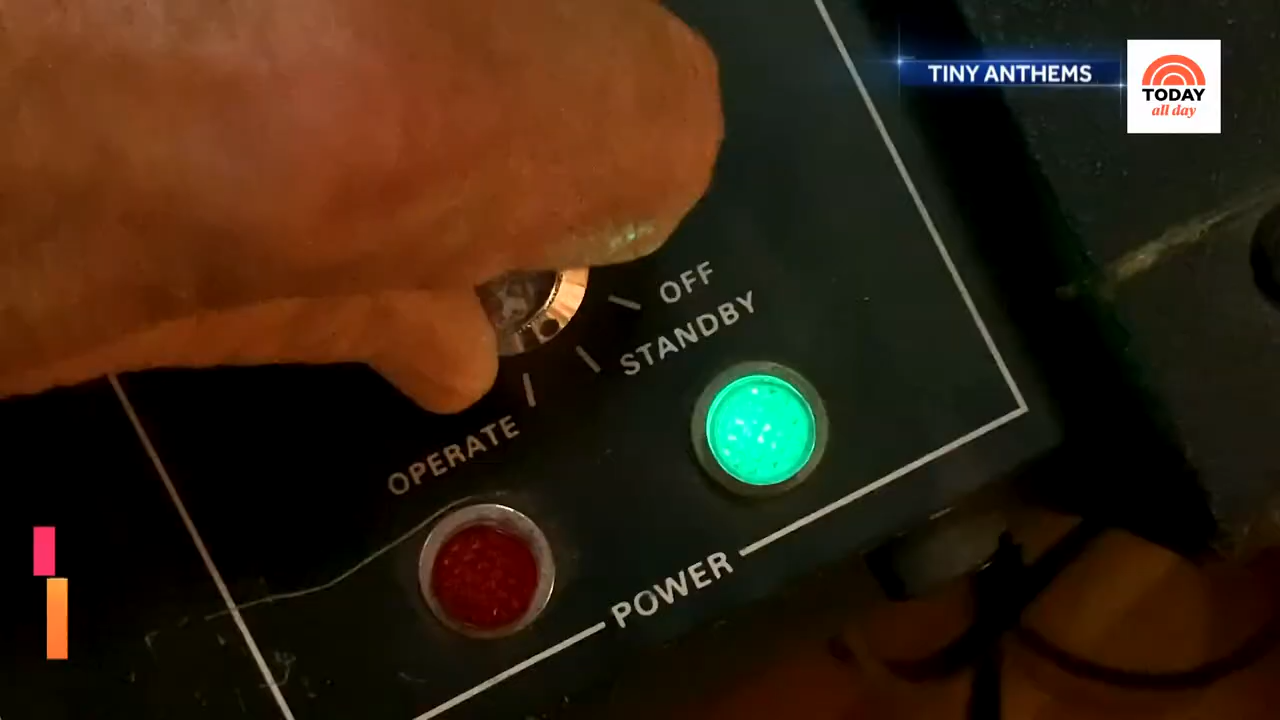 TINY ANTHEMS
TODAY
all day
OFF
STANDBY
OPERATE
POWER